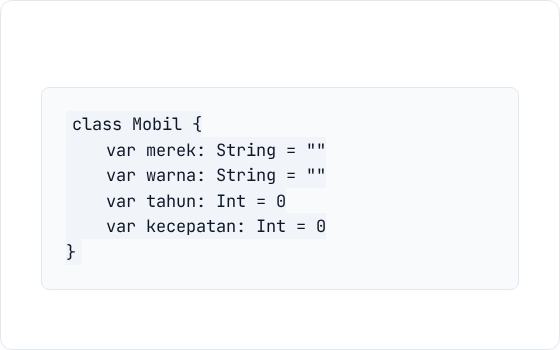 class Mobil {
    var merek: String = ""
    var warna: String = ""
    var tahun: Int = 0
    var kecepatan: Int = 0
}